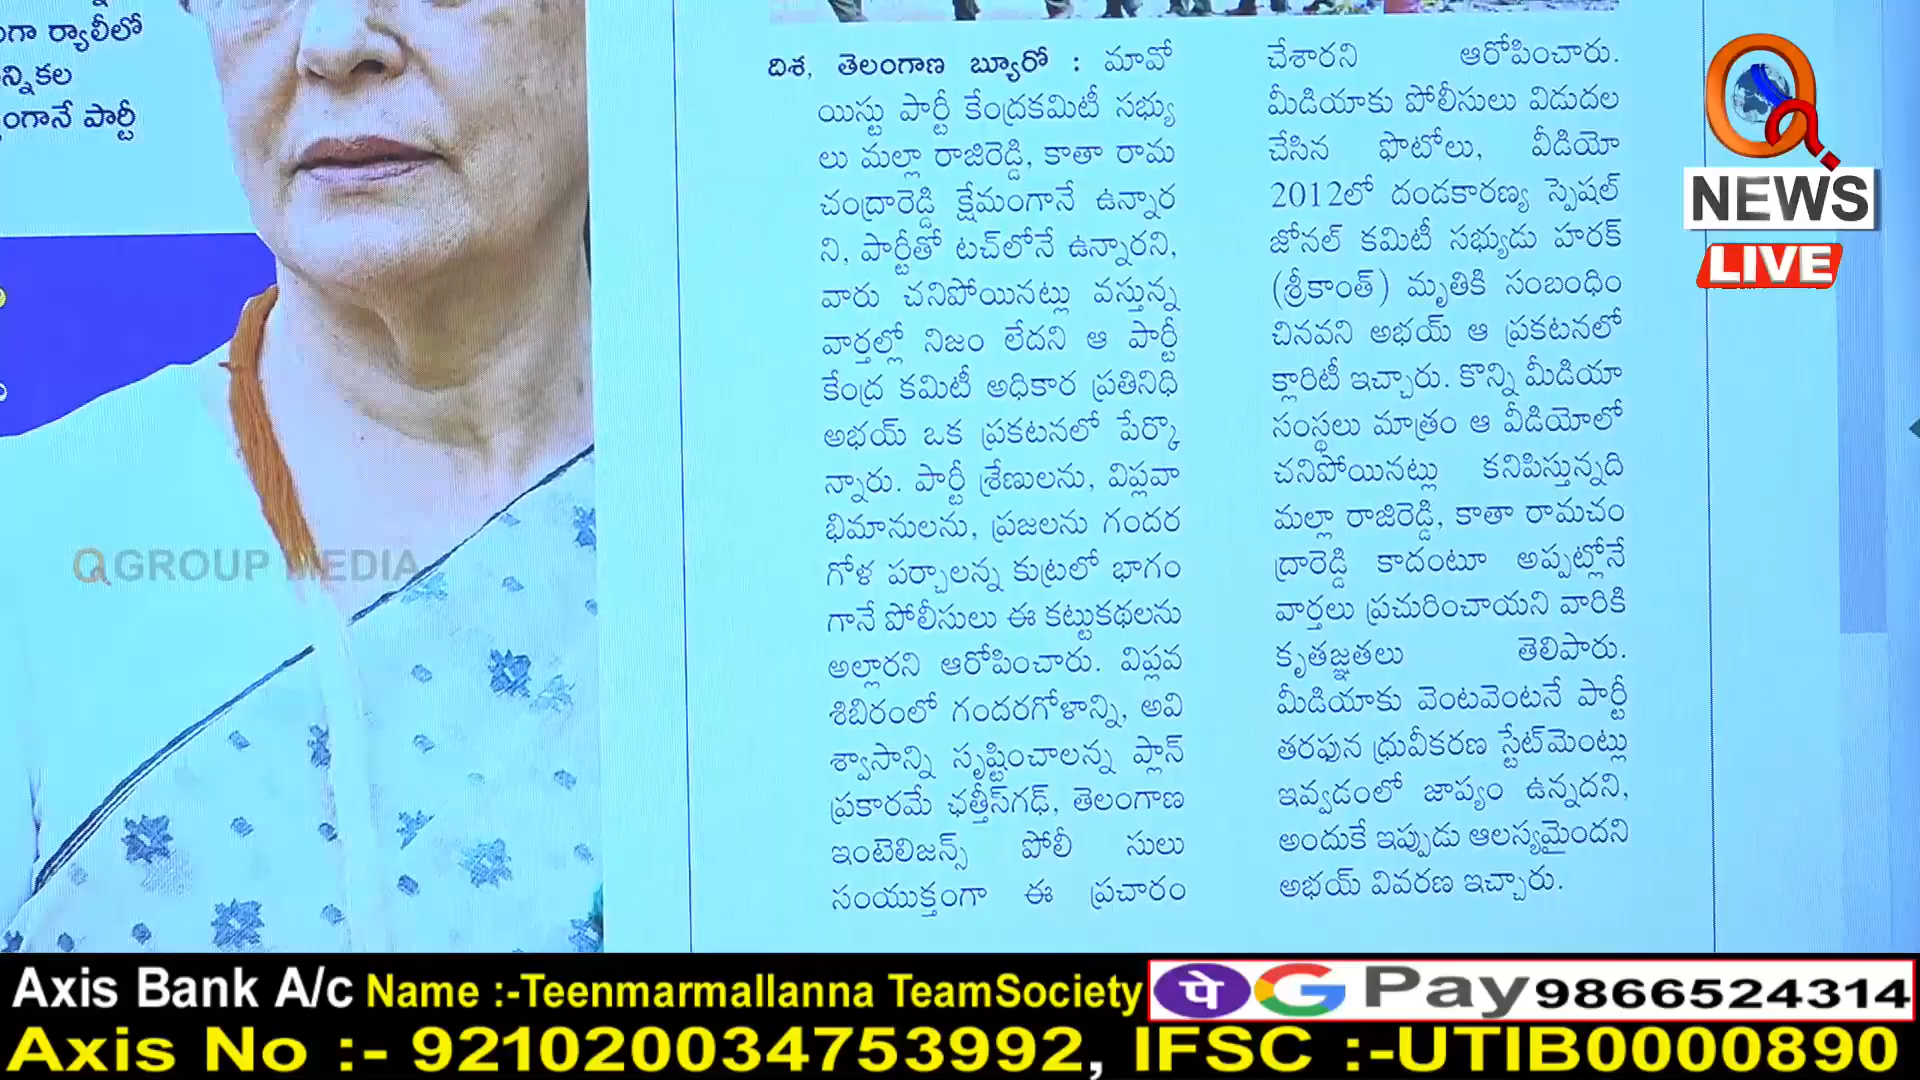 గా ర్యాలీలో
న్నికల
ంగానే పార్టీ
దిశ, తెలంగాణ బ్యూరో : మావో
యిస్టు పార్టీ కేంద్రకమిటీ సభ్యు
లు మల్లా రాజిరెడ్డి, కాతా రామ
చంద్రారెడ్డి క్షేమంగానే ఉన్నార
ని, పార్టీతో టచ్‌లోనే ఉన్నారని,
వారు చనిపోయినట్లు వస్తున్న
వార్తల్లో నిజం లేదని ఆ పార్టీ
కేంద్ర కమిటీ అధికార ప్రతినిధి
అభయ్ ఒక ప్రకటనలో పేర్కొ
న్నారు. పార్టీ శ్రేణులను, విప్లవా
భిమానులను, ప్రజలను గందర
గోళ పర్చాలన్న కుట్రలో భాగం
గానే పోలీసులు ఈ కట్టుకథలను
అల్లారని ఆరోపించారు. విప్లవ
శిబిరంలో గందరగోళాన్ని, అవి
శ్వాసాన్ని సృష్టించాలన్న ప్లాన్
ప్రకారమే ఛత్తీస్‌గఢ్, తెలంగాణ
ఇంటెలిజన్స్ పోలీ సులు
సంయుక్తంగా ఈ ప్రచారం
చేశారని ఆరోపించారు.
మీడియాకు పోలీసులు విడుదల
చేసిన ఫొటోలు, వీడియో
2012లో దండకారణ్య స్పెషల్
జోనల్ కమిటీ సభ్యుడు హరక్
(శ్రీకాంత్) మృతికి సంబంధిం
చినవని అభయ్ ఆ ప్రకటనలో
క్లారిటీ ఇచ్చారు. కొన్ని మీడియా
సంస్థలు మాత్రం ఆ వీడియోలో
చనిపోయినట్లు కనిపిస్తున్నది
మల్లా రాజిరెడ్డి, కాతా రామచం
ద్రారెడ్డి కాదంటూ అప్పట్లోనే
వార్తలు ప్రచురించాయని వారికి
కృతజ్ఞతలు తెలిపారు.
మీడియాకు వెంటవెంటనే పార్టీ
తరఫున ధ్రువీకరణ స్టేట్‌మెంట్లు
ఇవ్వడంలో జాప్యం ఉన్నదని,
అందుకే ఇప్పుడు ఆలస్యమైందని
అభయ్ వివరణ ఇచ్చారు.
Q
NEWS
LIVE
QGROUP MEDIA
Axis Bank A/c Name :-Teenmarmallanna TeamSociety पे G Pay 9866524314
Axis No :- 921020034753992, IFSC :-UTIB0000890